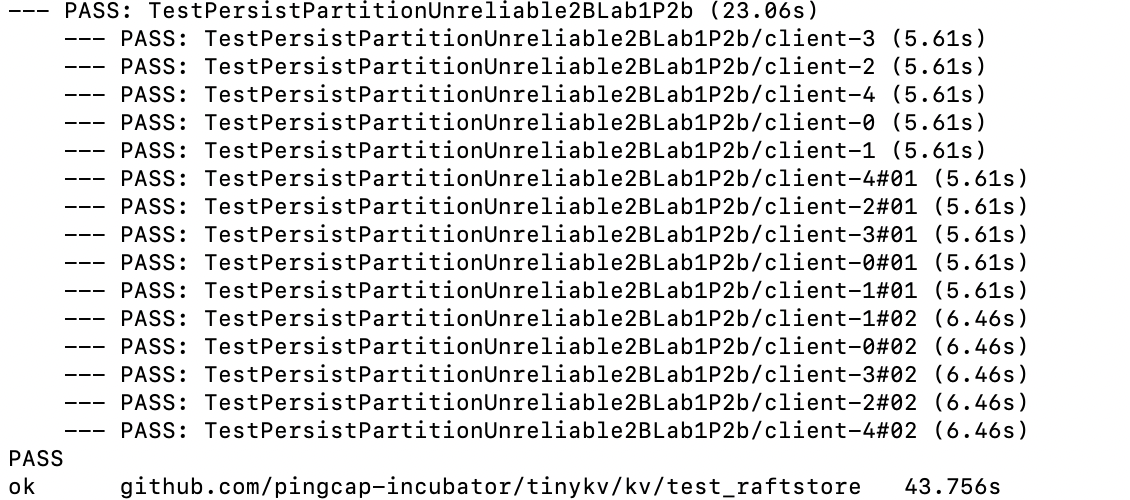 --- PASS: TestPersistPartitionUnreliable2BLab1P2b (23.06s)
    --- PASS: TestPersistPartitionUnreliable2BLab1P2b/client-3 (5.61s)
    --- PASS: TestPersistPartitionUnreliable2BLab1P2b/client-2 (5.61s)
    --- PASS: TestPersistPartitionUnreliable2BLab1P2b/client-4 (5.61s)
    --- PASS: TestPersistPartitionUnreliable2BLab1P2b/client-0 (5.61s)
    --- PASS: TestPersistPartitionUnreliable2BLab1P2b/client-1 (5.61s)
    --- PASS: TestPersistPartitionUnreliable2BLab1P2b/client-4#01 (5.61s)
    --- PASS: TestPersistPartitionUnreliable2BLab1P2b/client-2#01 (5.61s)
    --- PASS: TestPersistPartitionUnreliable2BLab1P2b/client-3#01 (5.61s)
    --- PASS: TestPersistPartitionUnreliable2BLab1P2b/client-0#01 (5.61s)
    --- PASS: TestPersistPartitionUnreliable2BLab1P2b/client-1#01 (5.61s)
    --- PASS: TestPersistPartitionUnreliable2BLab1P2b/client-1#02 (6.46s)
    --- PASS: TestPersistPartitionUnreliable2BLab1P2b/client-0#02 (6.46s)
    --- PASS: TestPersistPartitionUnreliable2BLab1P2b/client-3#02 (6.46s)
    --- PASS: TestPersistPartitionUnreliable2BLab1P2b/client-2#02 (6.46s)
    --- PASS: TestPersistPartitionUnreliable2BLab1P2b/client-4#02 (6.46s)
PASS
ok      github.com/pingcap-incubator/tinykv/kv/test_raftstore   43.756s